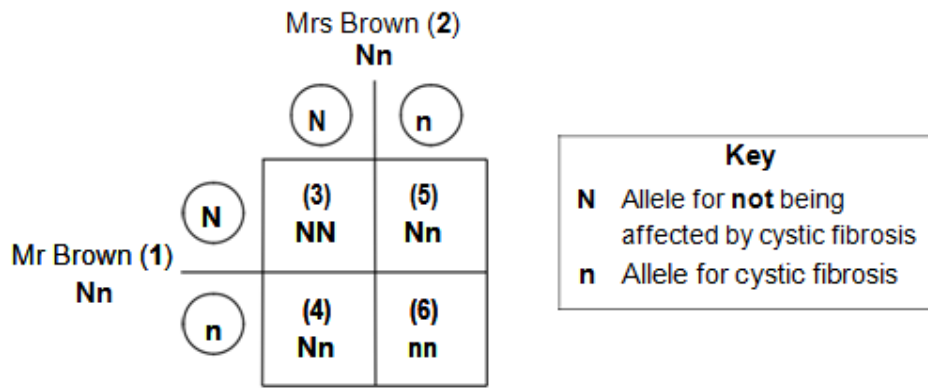 Mrs Brown (2)
Nn
N n
(3) (5)
N NN Nn
Mr Brown (1)
Nn
(4) (6)
n Nn nn
Key
N Allele for not being
affected by cystic fibrosis
n Allele for cystic fibrosis